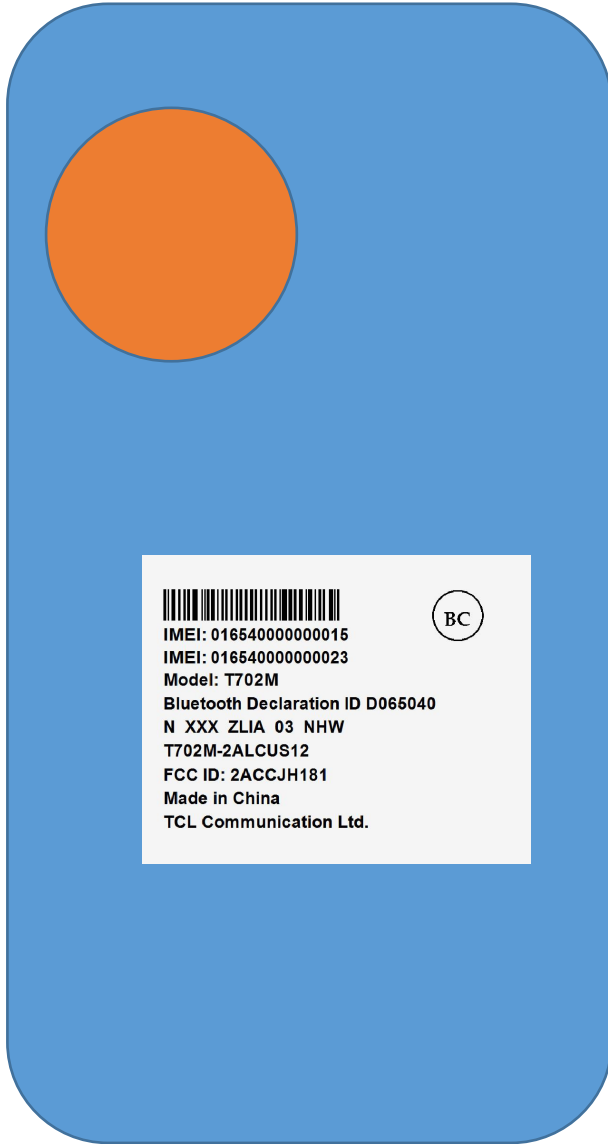 BC
IMEI: 016540000000015
IMEI: 016540000000023
Model: T702M
Bluetooth Declaration ID D065040
N XXX ZLIA 03 NHW
T702M-2ALCUS12
FCC ID: 2ACCJH181
Made in China
TCL Communication Ltd.